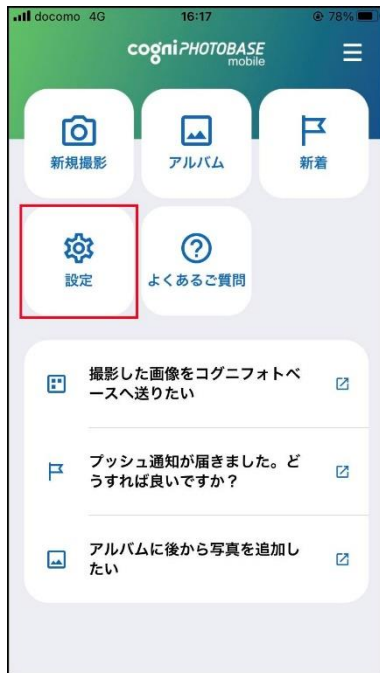 docomo 4G 16:17 78%
cogniPHOTOBASE
mobile
新規撮影 アルバム 新着
設定 よくあるご質問
撮影した画像をコグニフォトベ
ースへ送りたい
プッシュ通知が届きました。ど
うすれば良いですか？
アルバムに後から写真を追加し
たい